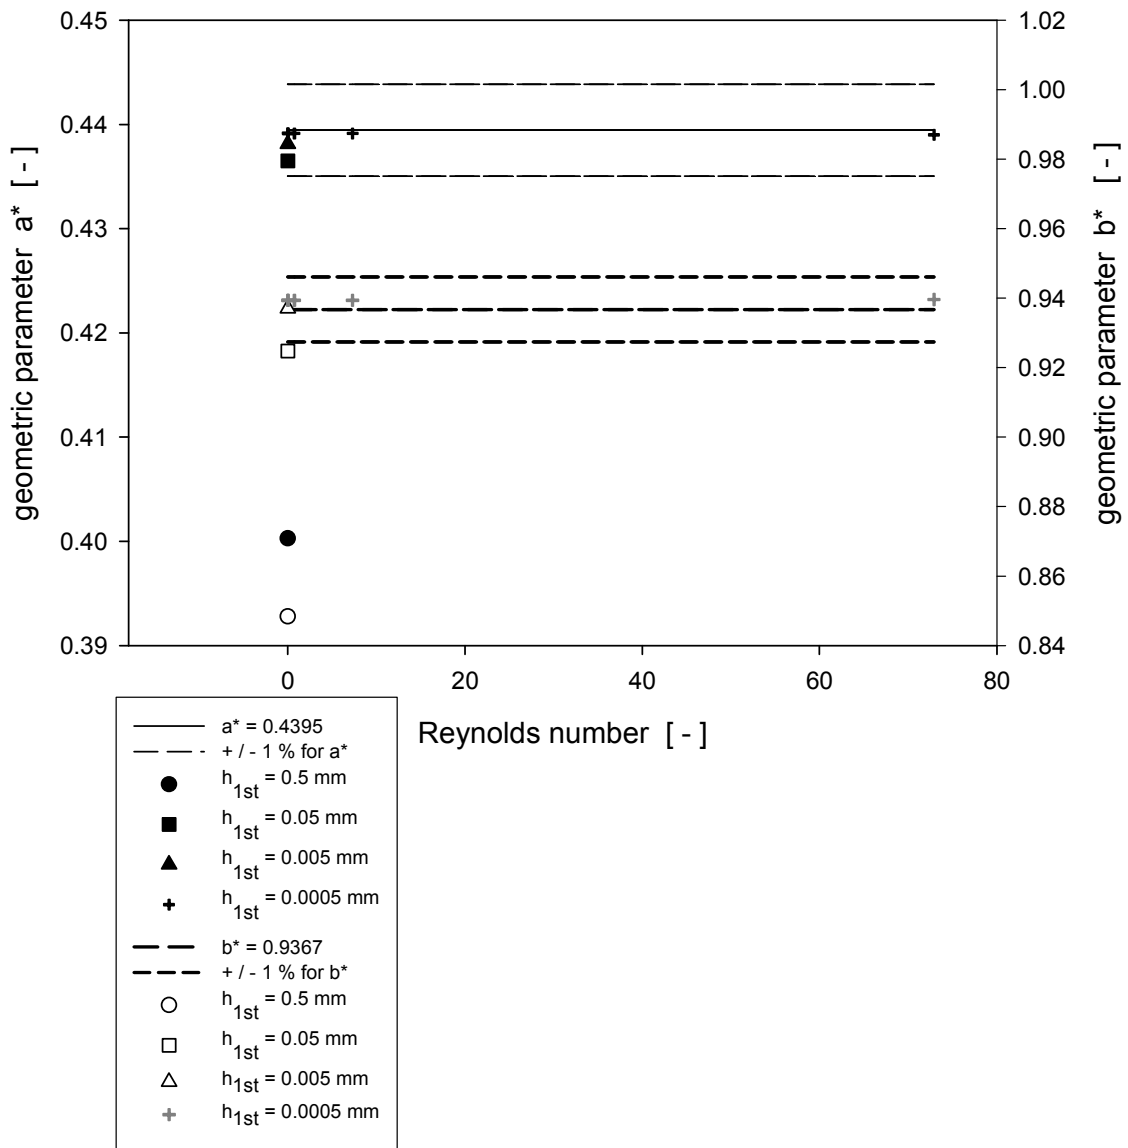 geometric parameter a* [ - ]
0.45
0.44
0.43
0.42
0.41
0.40
0.39
1.02
1.00
0.98
0.96
0.94
0.92
0.90
0.88
0.86
0.84
geometric parameter b* [ - ]
0 20 40 60 80
Reynolds number [ - ]
a* = 0.4395
+ / - 1 % for a*
h1st = 0.5 mm
h1st = 0.05 mm
h1st = 0.005 mm
h1st = 0.0005 mm
b* = 0.9367
+ / - 1 % for b*
h1st = 0.5 mm
h1st = 0.05 mm
h1st = 0.005 mm
h1st = 0.0005 mm